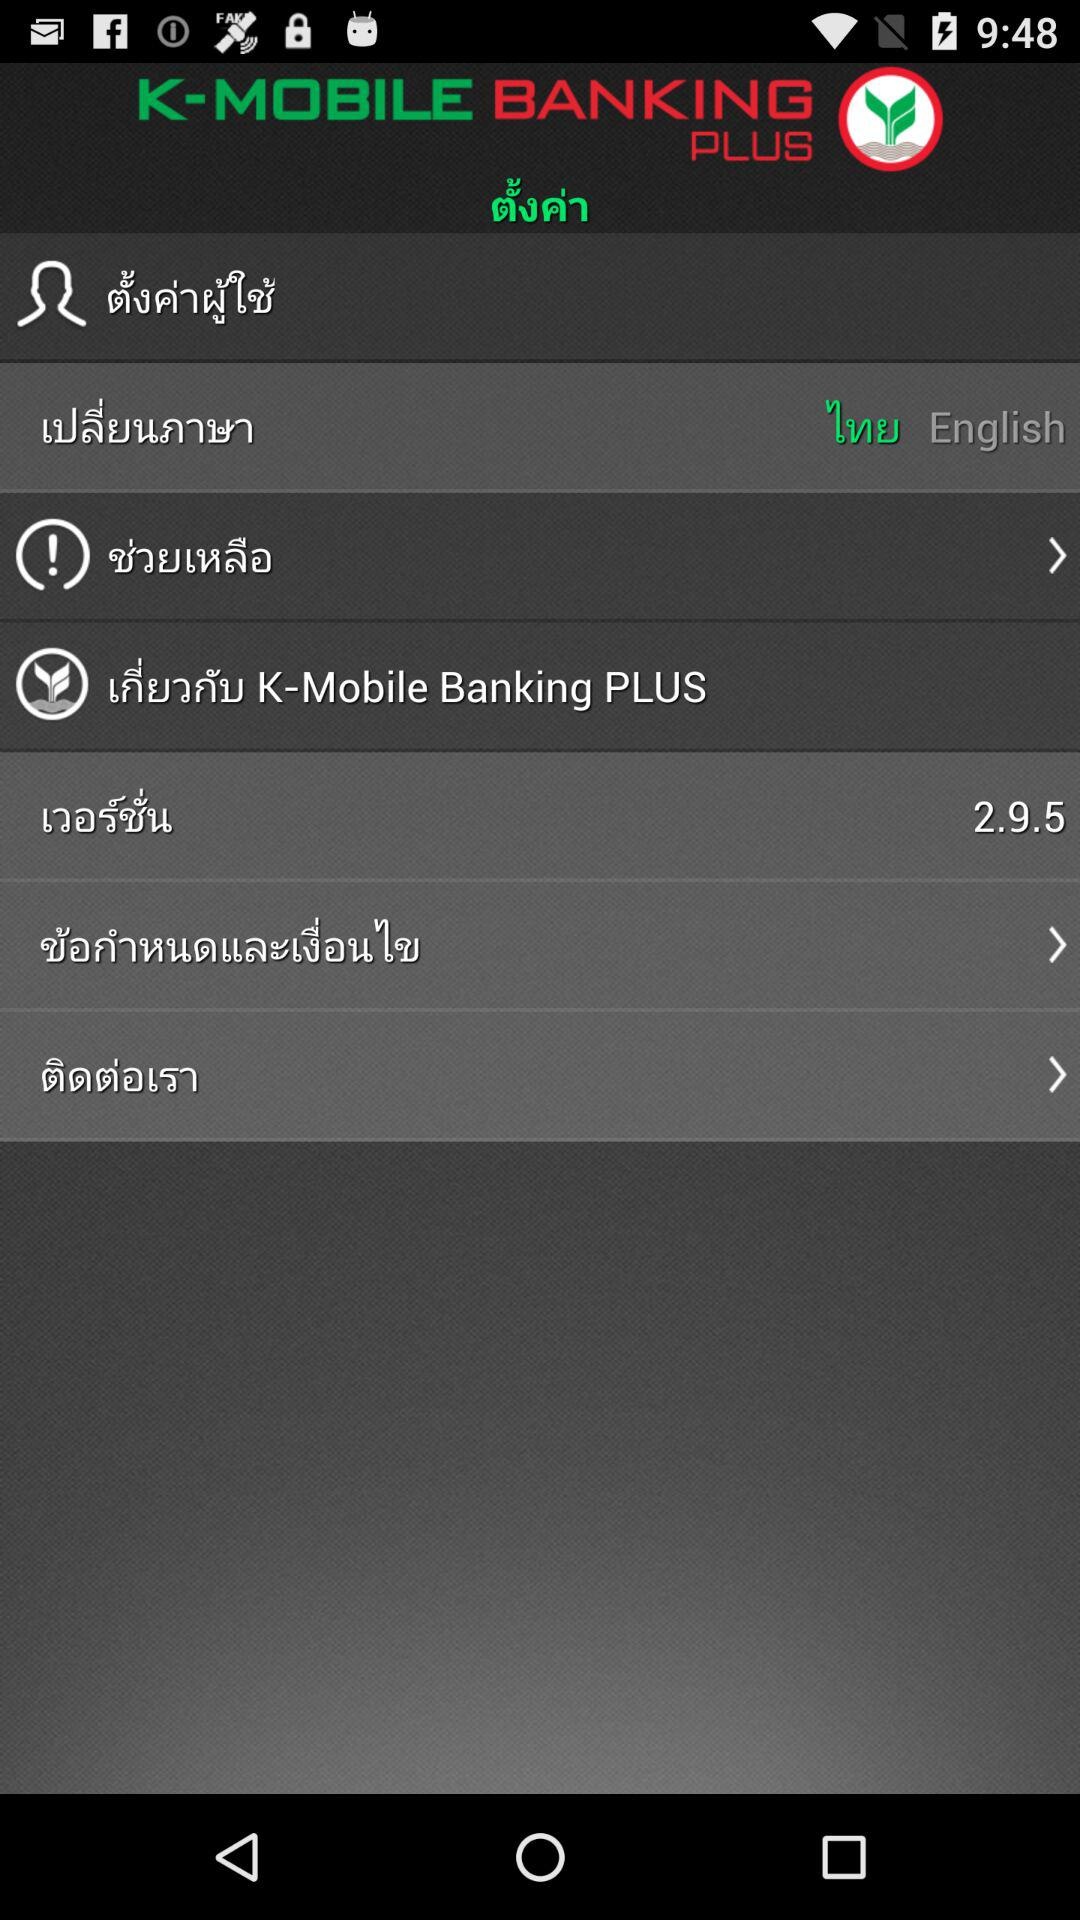 FAKE
9:48
K-MOBILE BANKING
PLUS
ตั้งค่า
ตั้งค่าผู้ใช้
เปลี่ยนภาษา ไทย English
ช่วยเหลือ
เกี่ยวกับ K-Mobile Banking PLUS
เวอร์ชั่น 2.9.5
ข้อกำหนดและเงื่อนไข
ติดต่อเรา